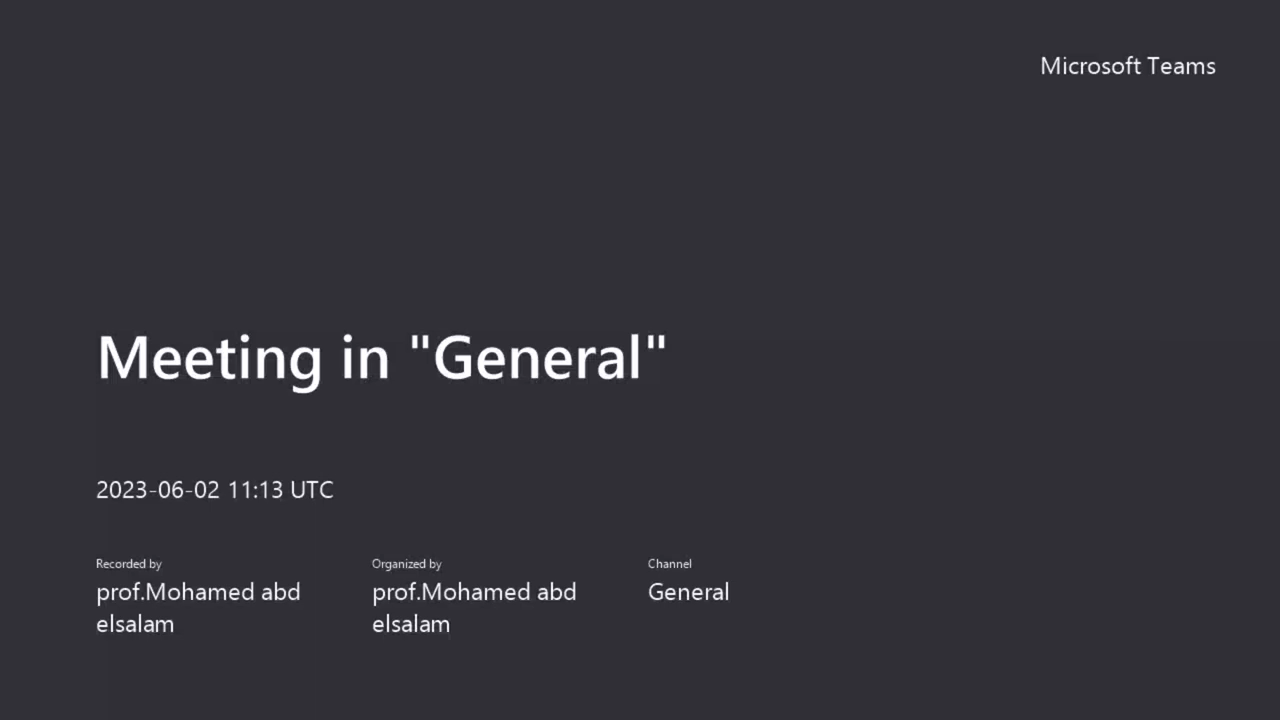 Microsoft Teams
Meeting in "General"
2023-06-02 11:13 UTC
Recorded by
prof.Mohamed abd
elsalam
Organized by
prof.Mohamed abd
elsalam
Channel
General